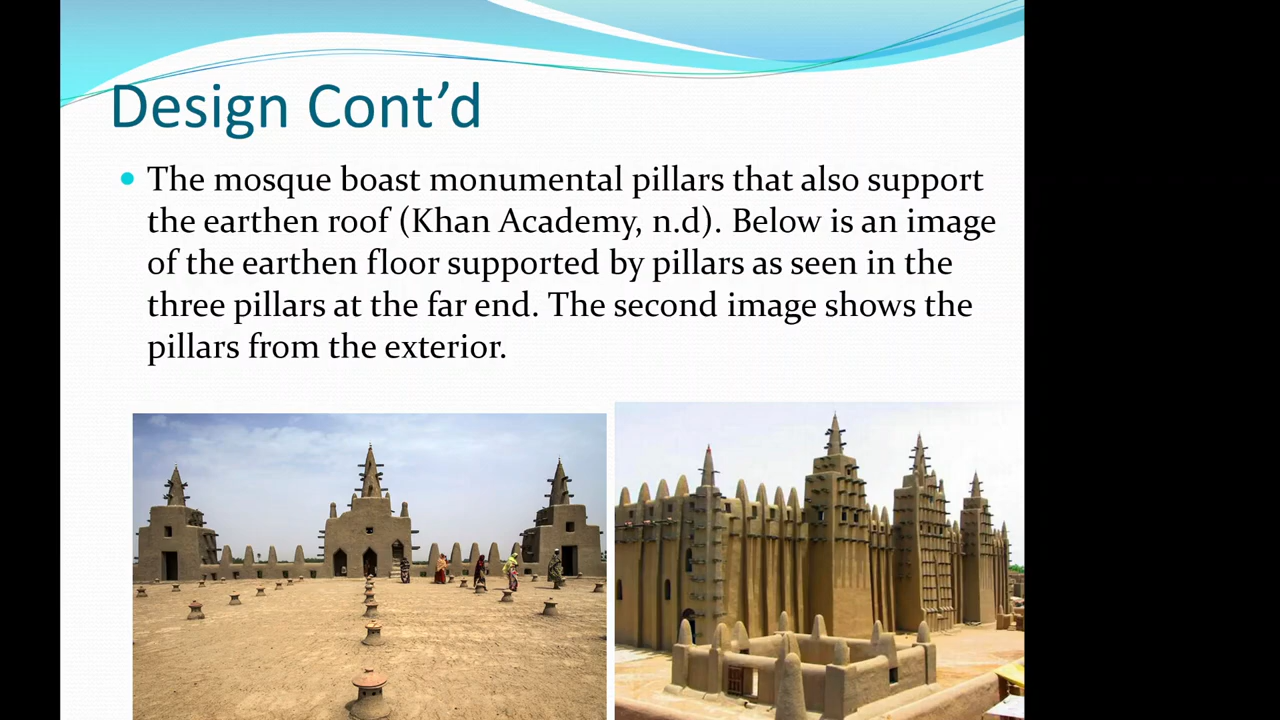 Design Cont’d
The mosque boast monumental pillars that also support
the earthen roof (Khan Academy, n.d). Below is an image
of the earthen floor supported by pillars as seen in the
three pillars at the far end. The second image shows the
pillars from the exterior.